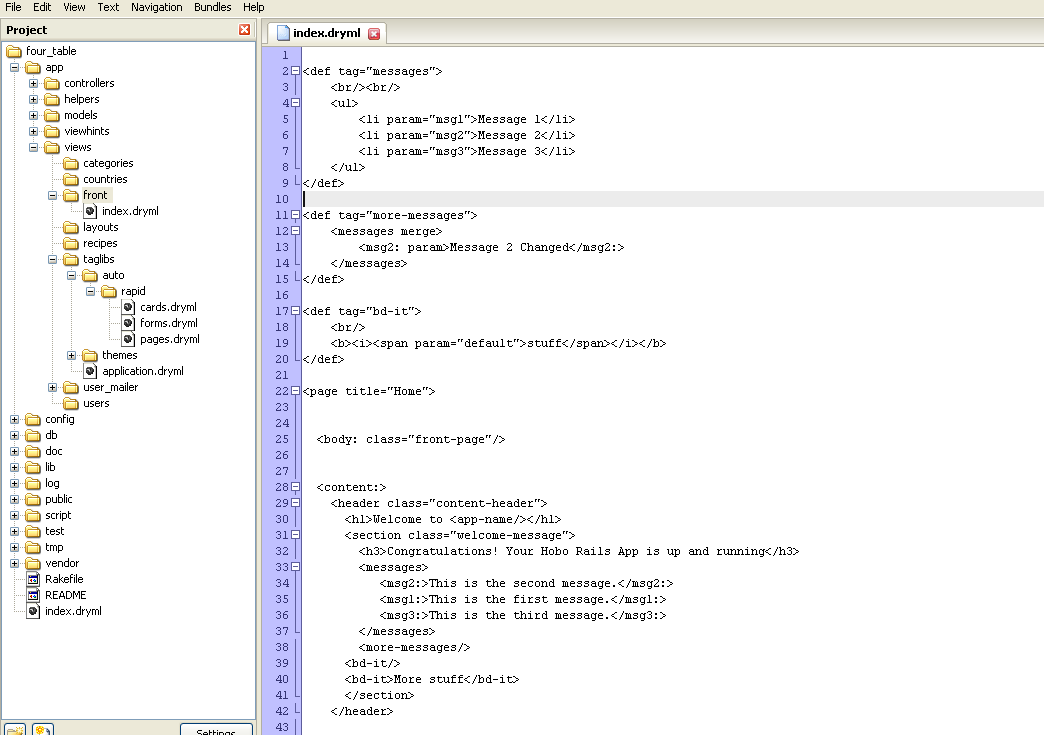 File Edit View Text Navigation Bundles Help
Project
four_table
app
controllers
helpers
models
viewhints
views
categories
countries
front
index.dryml
layouts
recipes
taglibs
auto
rapid
cards.dryml
forms.dryml
pages.dryml
themes
application.dryml
user_mailer
users
config
db
doc
lib
log
public
script
test
tmp
vendor
Rakefile
README
index.dryml
Settings
index.dryml
1
2 <def tag="messages">
3 <br/><br/>
4 <ul>
5 <li param="msg1">Message 1</li>
6 <li param="msg2">Message 2</li>
7 <li param="msg3">Message 3</li>
8 </ul>
9 </def>
10
11 <def tag="more-messages">
12 <messages merge>
13 <msg2: param>Message 2 Changed</msg2:>
14 </messages>
15 </def>
16
17 <def tag="bd-it">
18 <br/>
19 <b><i><span param="default">stuff</span></i></b>
20 </def>
21
22 <page title="Home">
23
24
25 <body: class="front-page"/>
26
27
28 <content:>
29 <header class="content-header">
30 <h1>Welcome to <app-name/></h1>
31 <section class="welcome-message">
32 <h3>Congratulations! Your Hobo Rails App is up and running</h3>
33 <messages>
34 <msg2:>This is the second message.</msg2:>
35 <msg1:>This is the first message.</msg1:>
36 <msg3:>This is the third message.</msg3:>
37 </messages>
38 <more-messages/>
39 <bd-it/>
40 <bd-it>More stuff</bd-it>
41 </section>
42 </header>
43